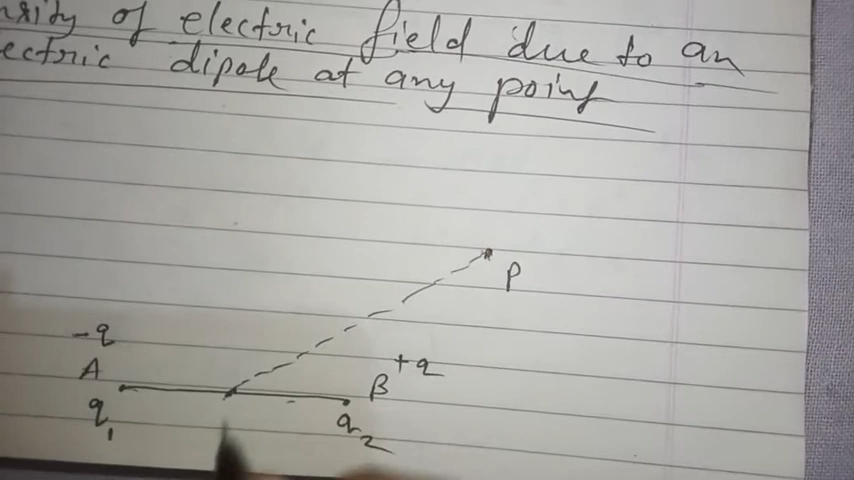 of electric field due to an
dipole at any point
P
-q
+q
A
B
q1
q2